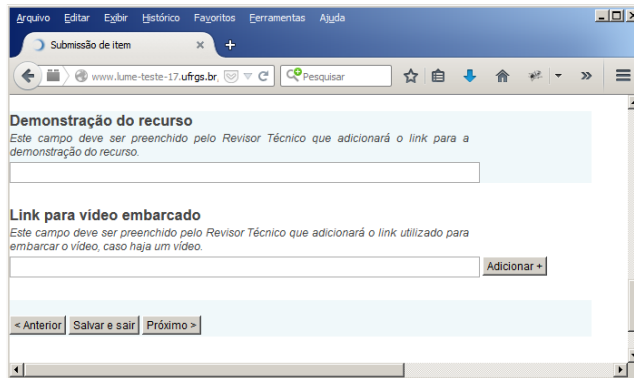 Arquivo Editar Exibir Histórico Favoritos Ferramentas Ajuda
Submissão de item × +
www.lume-teste-17.ufrgs.br, Pesquisar
Demonstração do recurso
Este campo deve ser preenchido pelo Revisor Técnico que adicionará o link para a
demonstração do recurso.
Link para vídeo embarcado
Este campo deve ser preenchido pelo Revisor Técnico que adicionará o link utilizado para
embarcar o vídeo, caso haja um vídeo.
Adicionar +
< Anterior Salvar e sair Próximo >